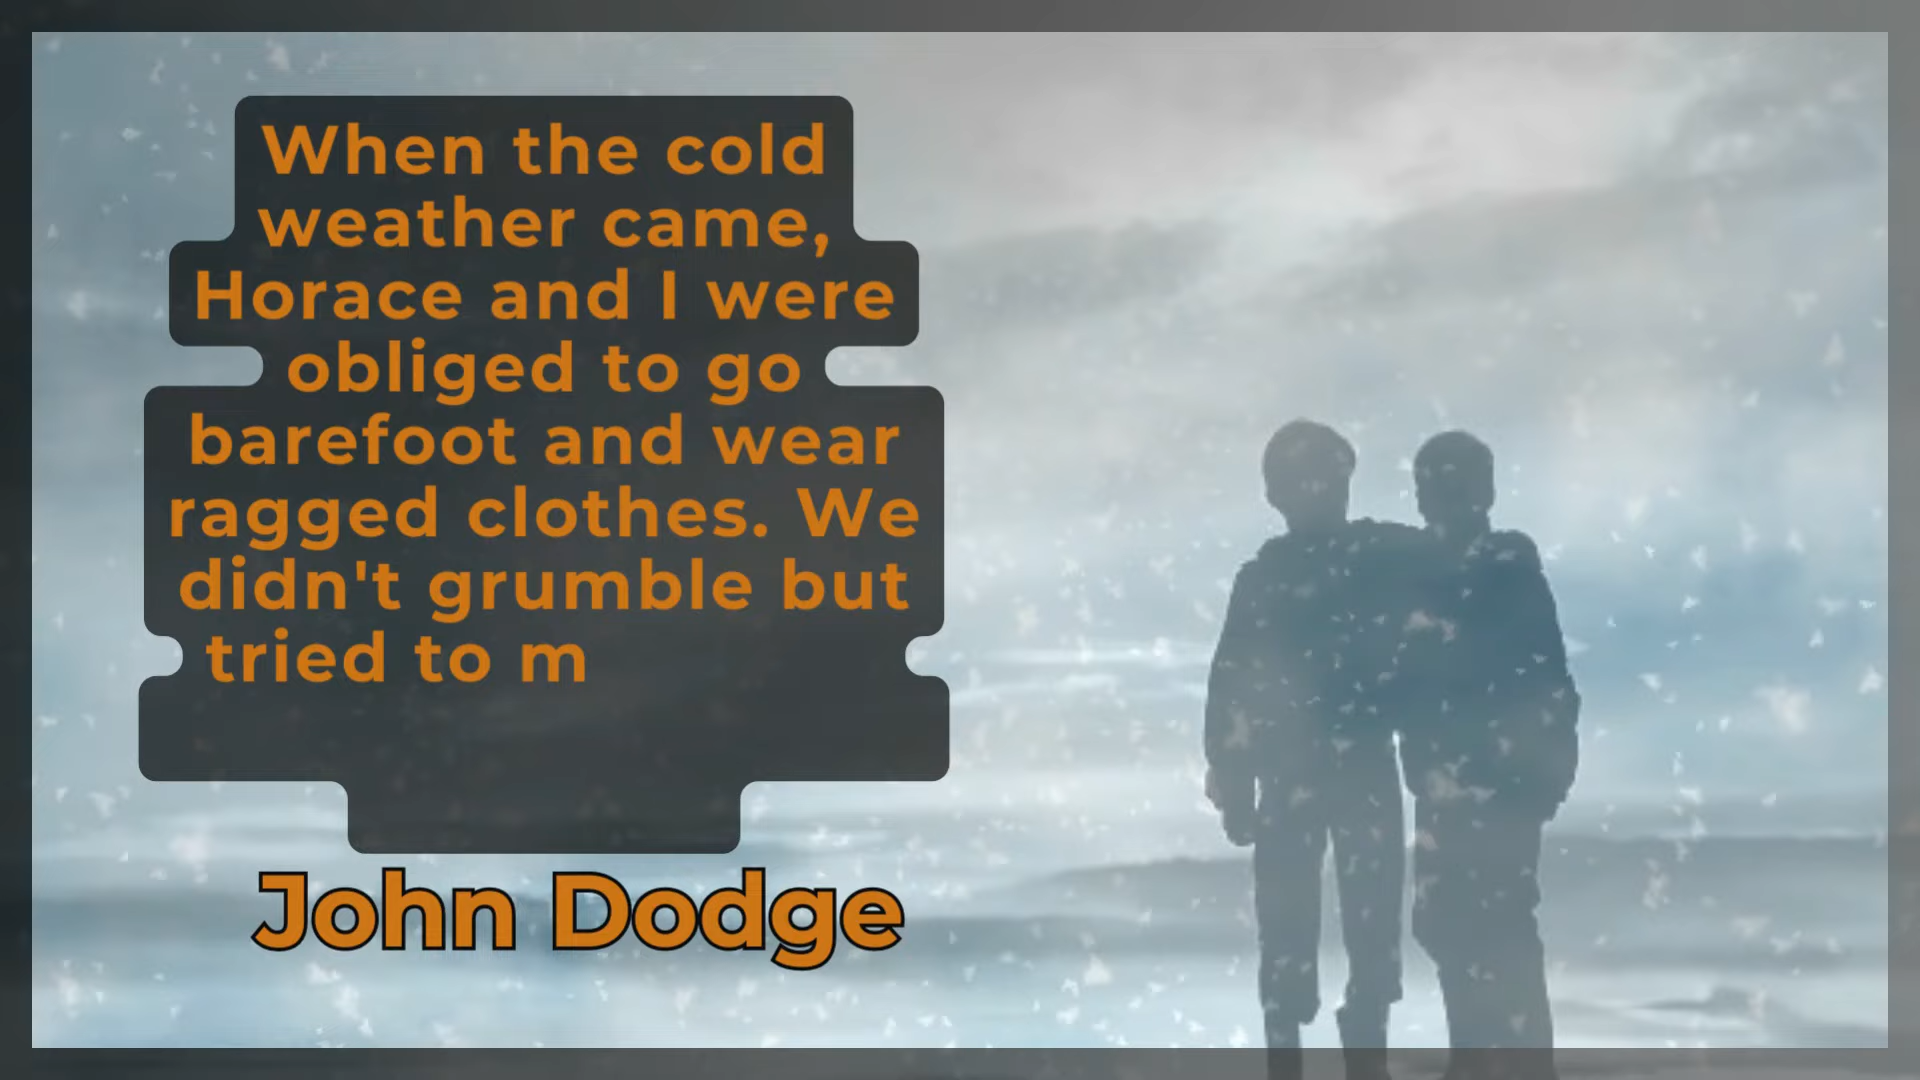 When the cold
weather came,
Horace and I were
obliged to go
barefoot and wear
ragged clothes. We
didn't grumble but
tried to m
John Dodge